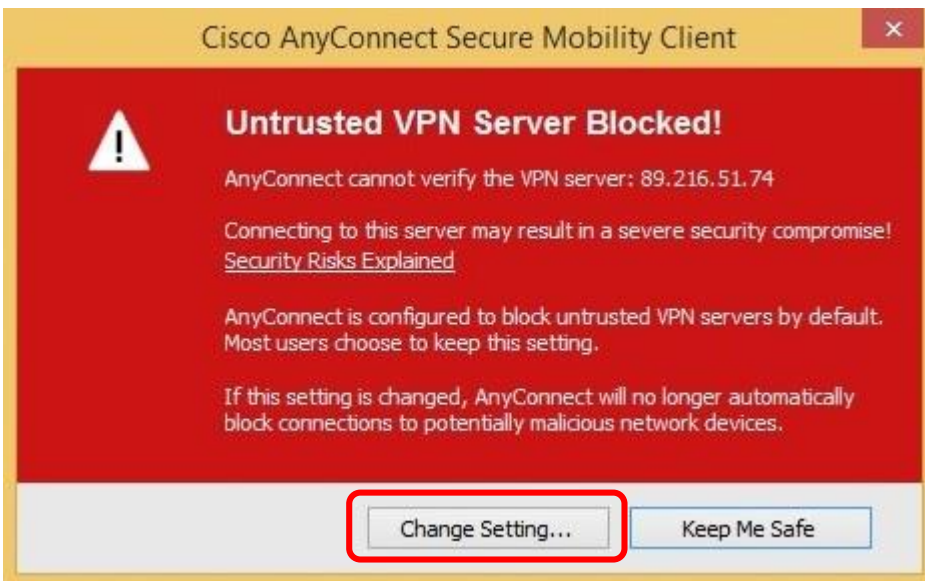 Cisco AnyConnect Secure Mobility Client
Untrusted VPN Server Blocked!
AnyConnect cannot verify the VPN server: 89.216.51.74
Connecting to this server may result in a severe security compromise!
Security Risks Explained
AnyConnect is configured to block untrusted VPN servers by default.
Most users choose to keep this setting.
If this setting is changed, AnyConnect will no longer automatically
block connections to potentially malicious network devices.
Change Setting...
Keep Me Safe